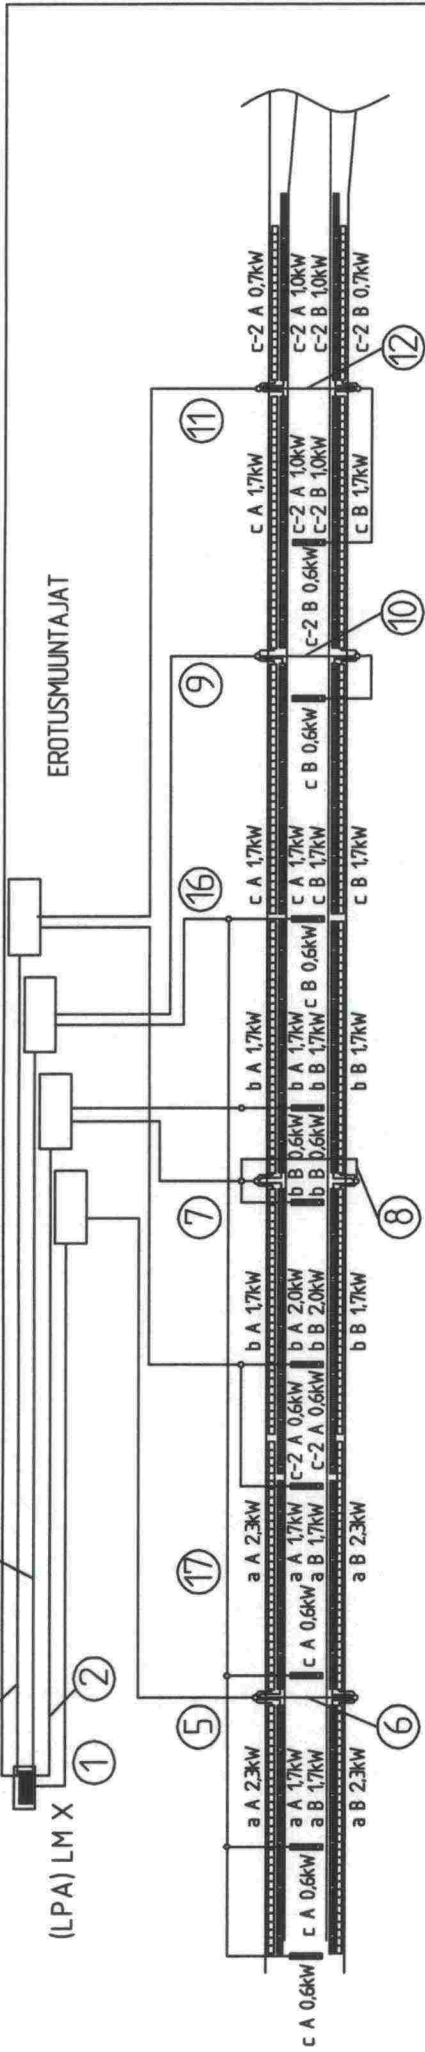 EROTUSMUUNTAJAT
(LPA) LM X
1
2
5
17
7
16
9
11
a A 2,3kW
a A 2,3kW
b A 1,7kW
b A 1,7kW
c A 1,7kW
c A 1,7kW
c-2 A 0,7kW
c A 0,6kW
c A 0,6kW
a A 1,7kW
a B 1,7kW
c A 0,6kW
a A 1,7kW
a B 1,7kW
c-2 A 0,6kW
c-2 A 0,6kW
b A 2,0kW
b B 2,0kW
b B 0,6kW
b B 0,6kW
b A 1,7kW
b B 1,7kW
c B 0,6kW
c A 1,7kW
c B 1,7kW
c B 0,6kW
c-2 B 0,6kW
c-2 A 1,0kW
c-2 B 1,0kW
c-2 A 1,0kW
c-2 B 1,0kW
a B 2,3kW
a B 2,3kW
b B 1,7kW
b B 1,7kW
c B 1,7kW
c B 1,7kW
c-2 B 0,7kW
6
8
10
12